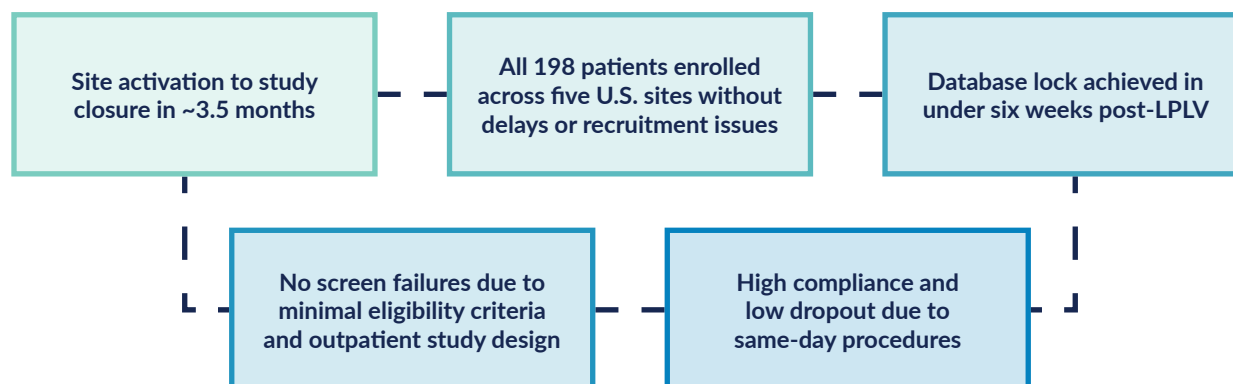 Site activation to study
closure in ~3.5 months
All 198 patients enrolled
across five U.S. sites without
delays or recruitment issues
Database lock achieved in
under six weeks post-LPLV
No screen failures due to
minimal eligibility criteria
and outpatient study design
High compliance and
low dropout due to
same-day procedures